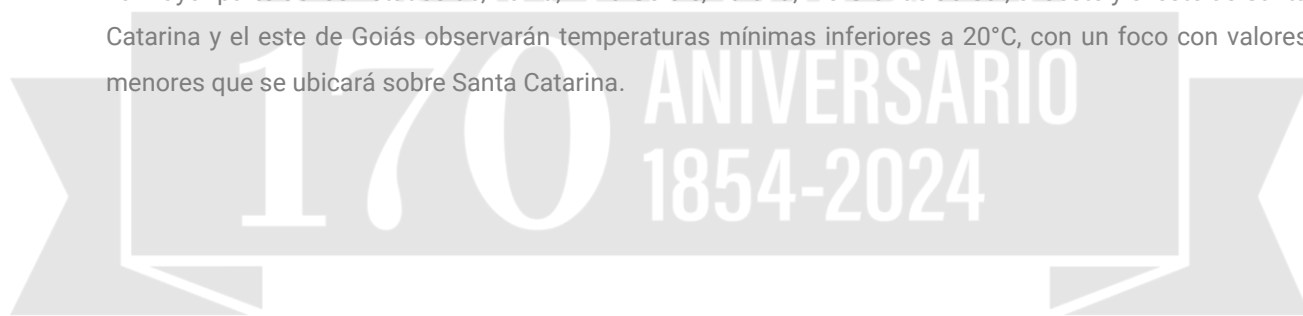 Catarina y el este de Goiás observarán temperaturas mínimas inferiores a 20°C, con un foco con valores
menores que se ubicará sobre Santa Catarina.
170 ANIVERSARIO
1854-2024